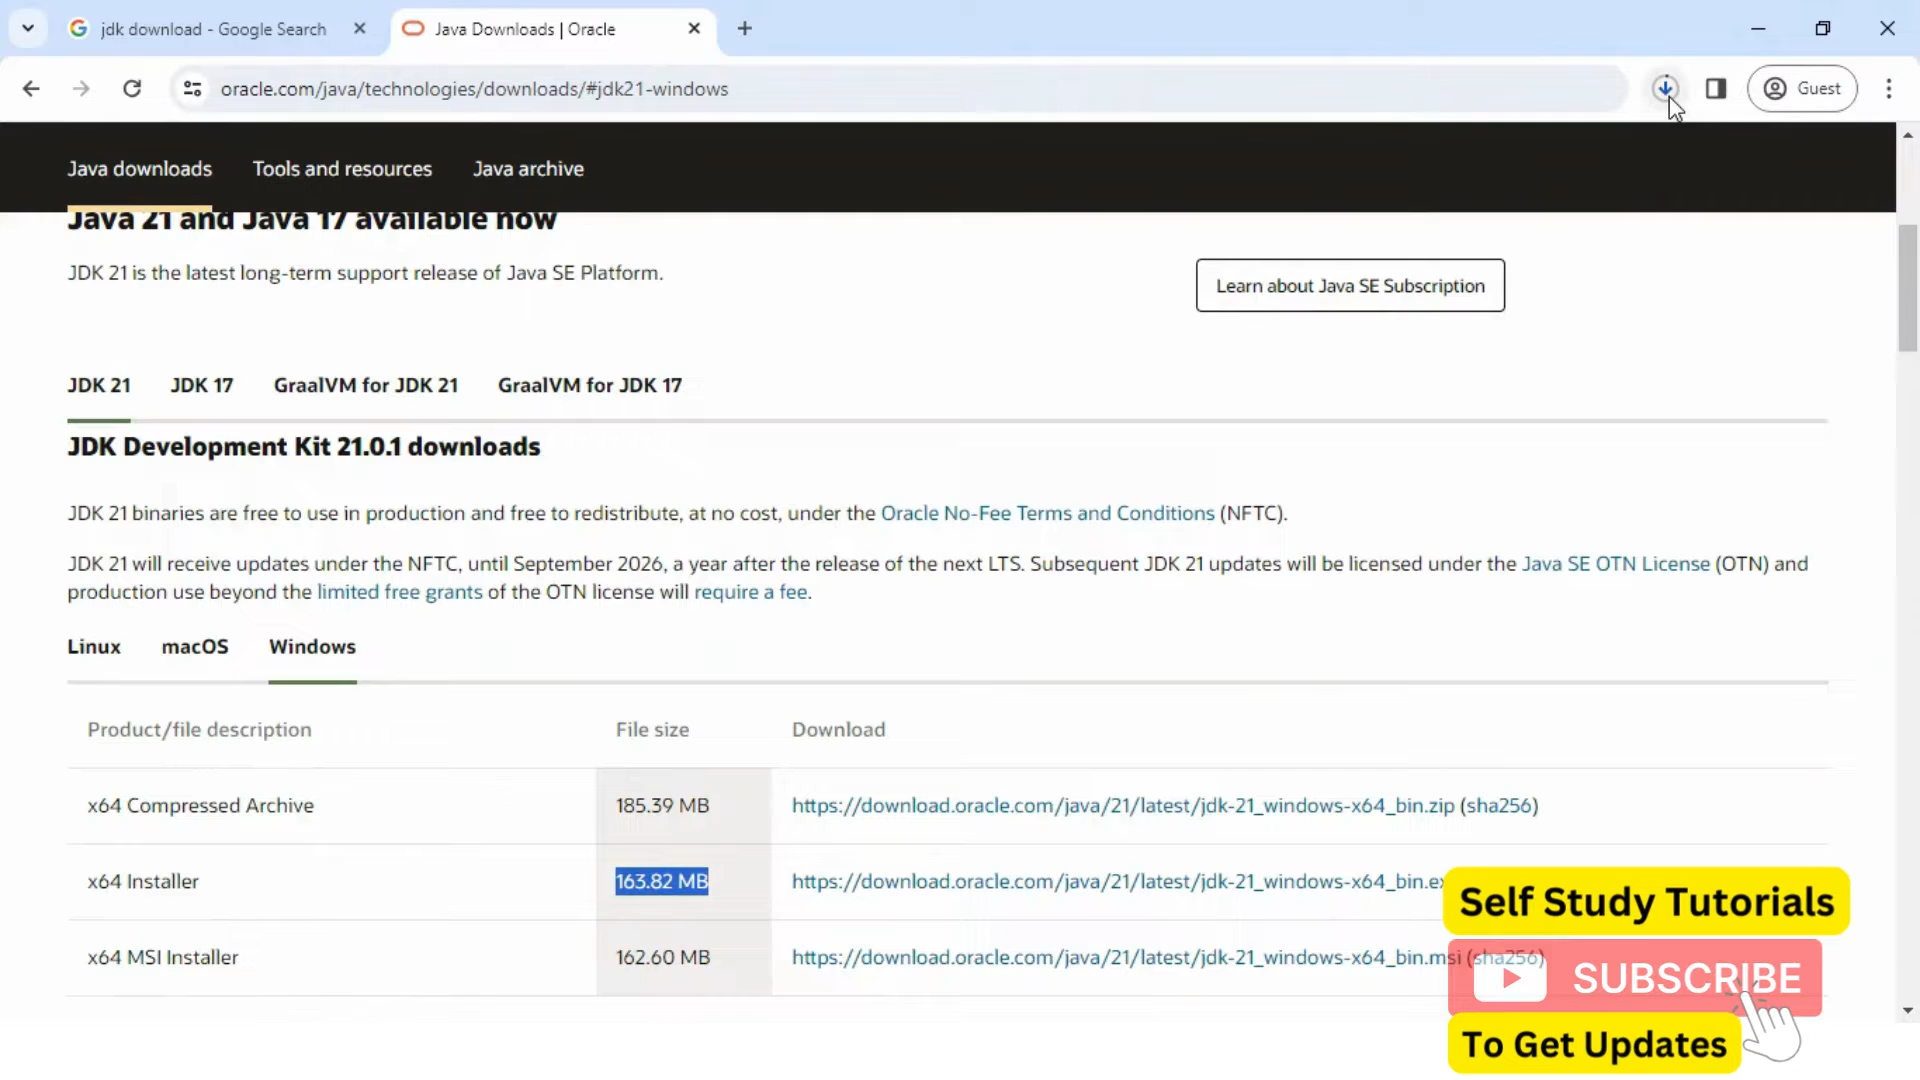 jdk download - Google Search
Java Downloads | Oracle
oracle.com/java/technologies/downloads/#jdk21-windows
Guest
Java downloads
Tools and resources
Java archive
Java 21 and Java 17 available now
JDK 21 is the latest long-term support release of Java SE Platform.
Learn about Java SE Subscription
JDK 21
JDK 17
GraalVM for JDK 21
GraalVM for JDK 17
JDK Development Kit 21.0.1 downloads
JDK 21 binaries are free to use in production and free to redistribute, at no cost, under the Oracle No-Fee Terms and Conditions (NFTC).
JDK 21 will receive updates under the NFTC, until September 2026, a year after the release of the next LTS. Subsequent JDK 21 updates will be licensed under the Java SE OTN License (OTN) and
production use beyond the limited free grants of the OTN license will require a fee.
Linux
macOS
Windows
Product/file description
File size
Download
x64 Compressed Archive
185.39 MB
https://download.oracle.com/java/21/latest/jdk-21_windows-x64_bin.zip (sha256)
x64 Installer
163.82 MB
https://download.oracle.com/java/21/latest/jdk-21_windows-x64_bin.ex
x64 MSI Installer
162.60 MB
https://download.oracle.com/java/21/latest/jdk-21_windows-x64_bin.msi (sha256)
Self Study Tutorials
SUBSCRIBE
To Get Updates